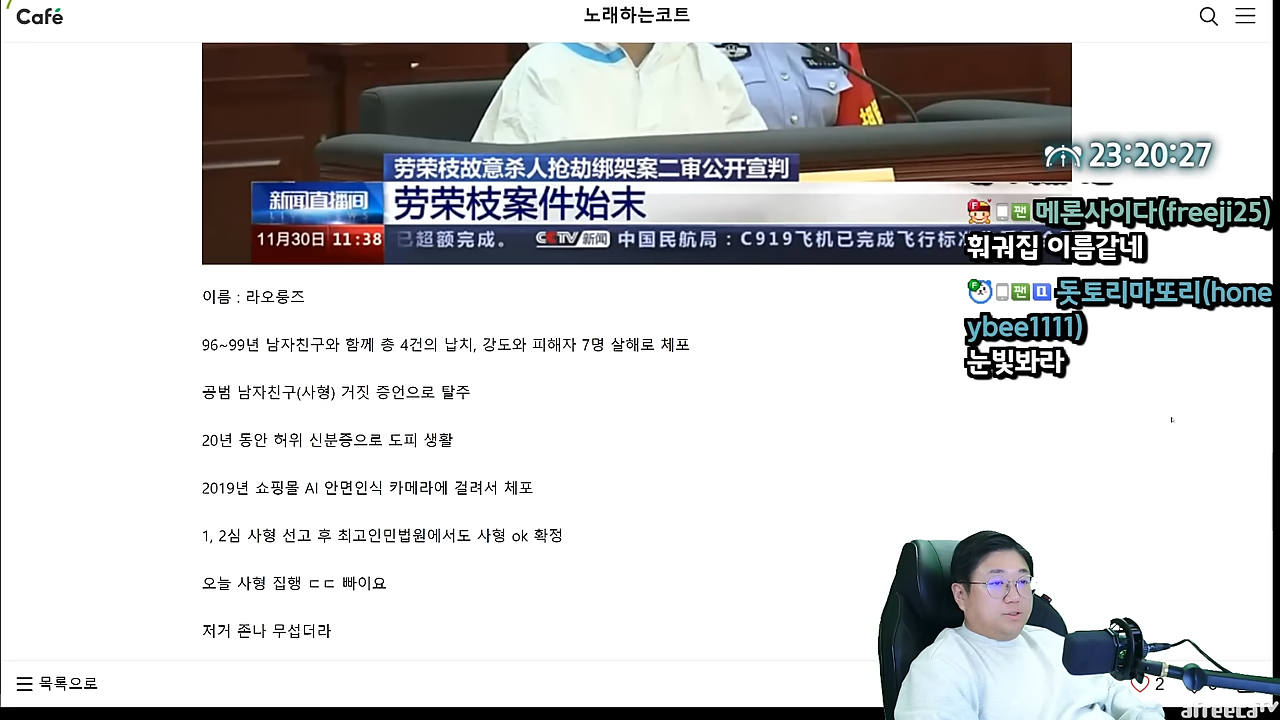 Café
노래하는코트
劳荣枝故意杀人抢劫绑架案二审公开宣判
新闻直播间
劳荣枝案件始末
11月30日 11:38
已超额完成。 CCTV新闻 中国民航局：C919飞机已完成飞行标
23:20:27
팬 메론사이다(freeji25)
훠궈집 이름같네
팬 돗토리마또리(hone
ybee1111)
눈빛봐라
이름 : 라오룽즈
96~99년 남자친구와 함께 총 4건의 납치, 강도와 피해자 7명 살해로 체포
공범 남자친구(사형) 거짓 증언으로 탈주
20년 동안 허위 신분증으로 도피 생활
2019년 쇼핑몰 AI 안면인식 카메라에 걸려서 체포
1, 2심 사형 선고 후 최고인민법원에서도 사형 ok 확정
오늘 사형 집행 ㄷㄷ 빠이요
저거 존나 무섭더라
목록으로
2
afreecaTV